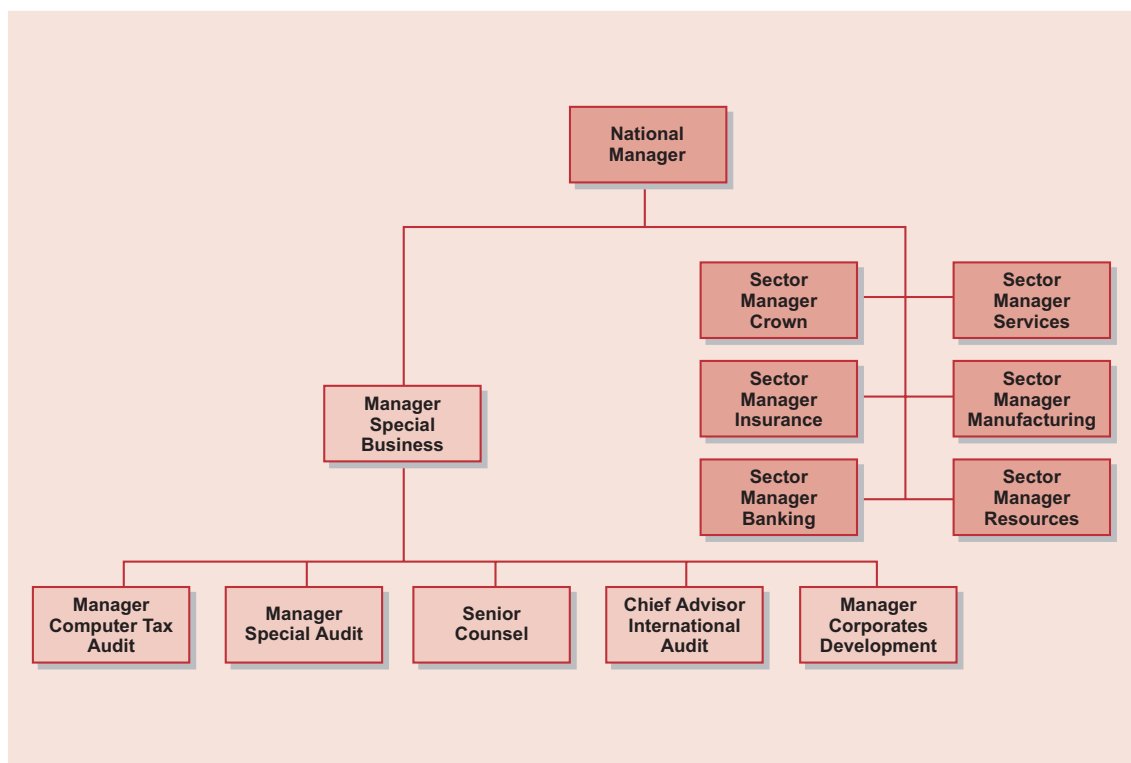 National
Manager
Sector
Manager
Crown
Sector
Manager
Services
Sector
Manager
Insurance
Sector
Manager
Manufacturing
Manager
Special
Business
Sector
Manager
Banking
Sector
Manager
Resources
Manager
Computer Tax
Audit
Manager
Special Audit
Senior
Counsel
Chief Advisor
International
Audit
Manager
Corporates
Development